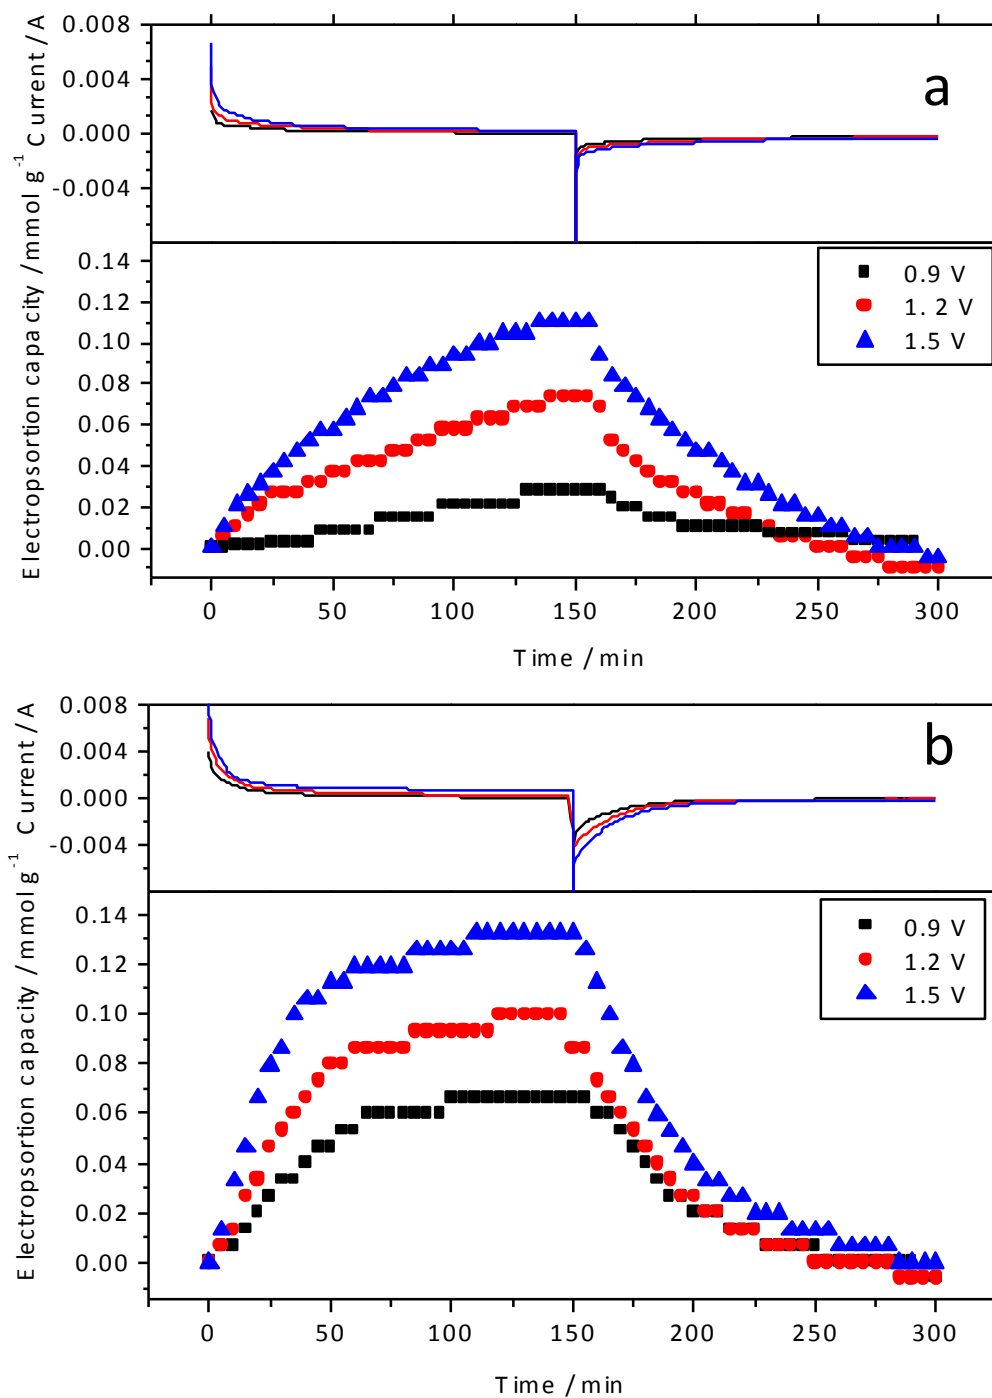 0.008
0.004
0.000
-0.004
Current / A
a
0.14
0.12
0.10
0.08
0.06
0.04
0.02
0.00
Electropsortion capacity /mmol g⁻¹
0.9 V
1. 2 V
1.5 V
0 50 100 150 200 250 300
Time / min
0.008
0.004
0.000
-0.004
Current / A
b
0.14
0.12
0.10
0.08
0.06
0.04
0.02
0.00
Electropsortion capacity /mmol g⁻¹
0.9 V
1.2 V
1.5 V
0 50 100 150 200 250 300
Time / min